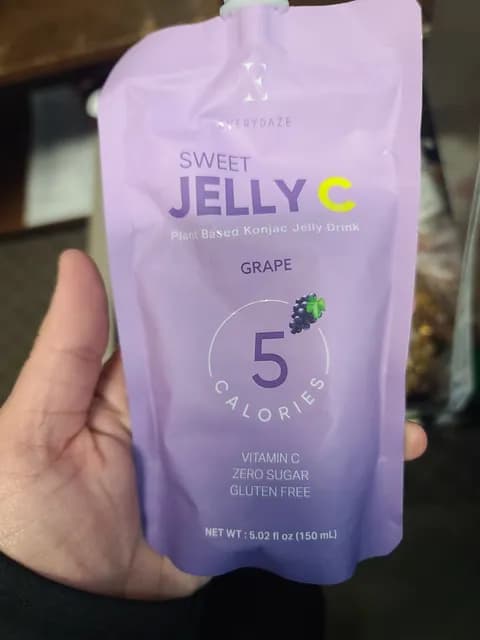 E
EVERYDAZE
SWEET
JELLY C
Plant Based Konjac Jelly Drink
GRAPE
5
CALORIES
VITAMIN C
ZERO SUGAR
GLUTEN FREE
NET WT : 5.02 fl oz (150 mL)